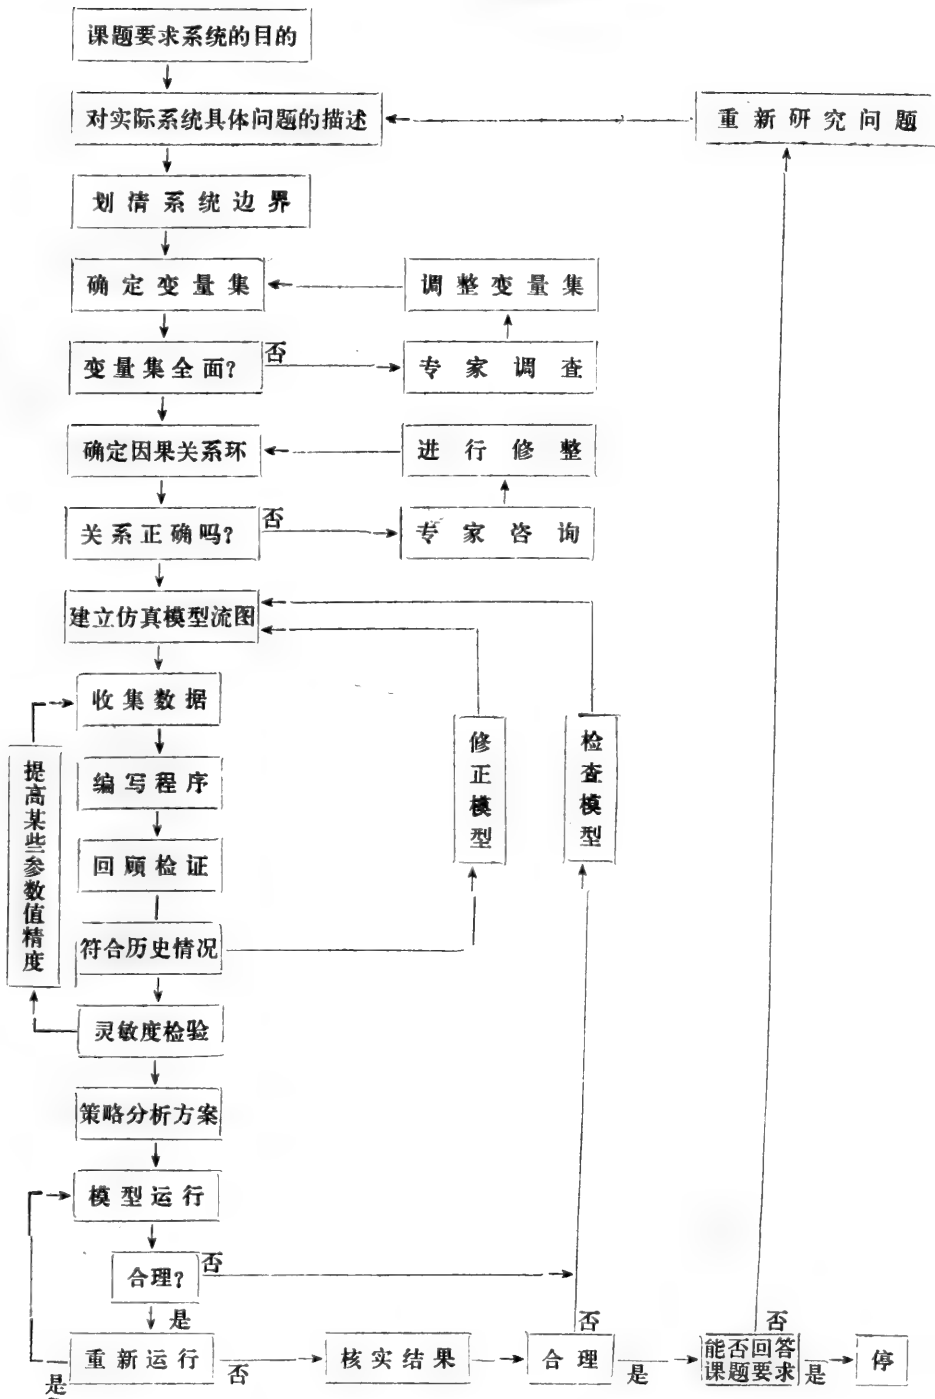 课题要求系统的目的
对实际系统具体问题的描述
重新研究问题
划清系统边界
确定变量集
调整变量集
变量集全面?
否
专家调查
确定因果关系环
进行修整
关系正确吗?
否
专家咨询
建立仿真模型流图
收集数据
修正模型
检查模型
提高某些参数值精度
编写程序
回顾检证
符合历史情况
灵敏度检验
策略分析方案
模型运行
合理?
否
是
重新运行
是
否
核实结果
合理
否
是
能否回答
课题要求
否
是
停